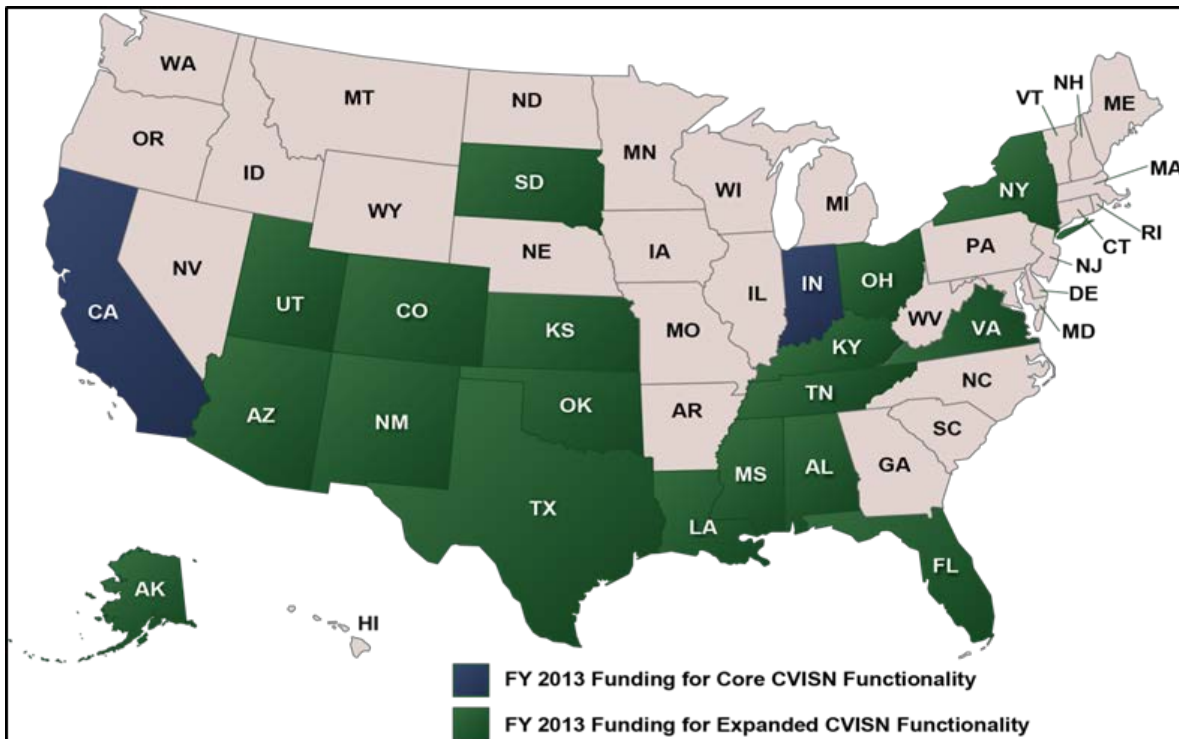 WA
MT
ND
MN
VT
NH
ME
OR
ID
SD
WI
MI
NY
MA
WY
RI
CT
NV
NE
IA
PA
NJ
CA
UT
CO
IL
IN
OH
DE
KS
MO
WV
VA
MD
KY
AZ
NM
OK
AR
TN
NC
SC
MS
AL
GA
TX
LA
FL
AK
HI
FY 2013 Funding for Core CVISN Functionality
FY 2013 Funding for Expanded CVISN Functionality